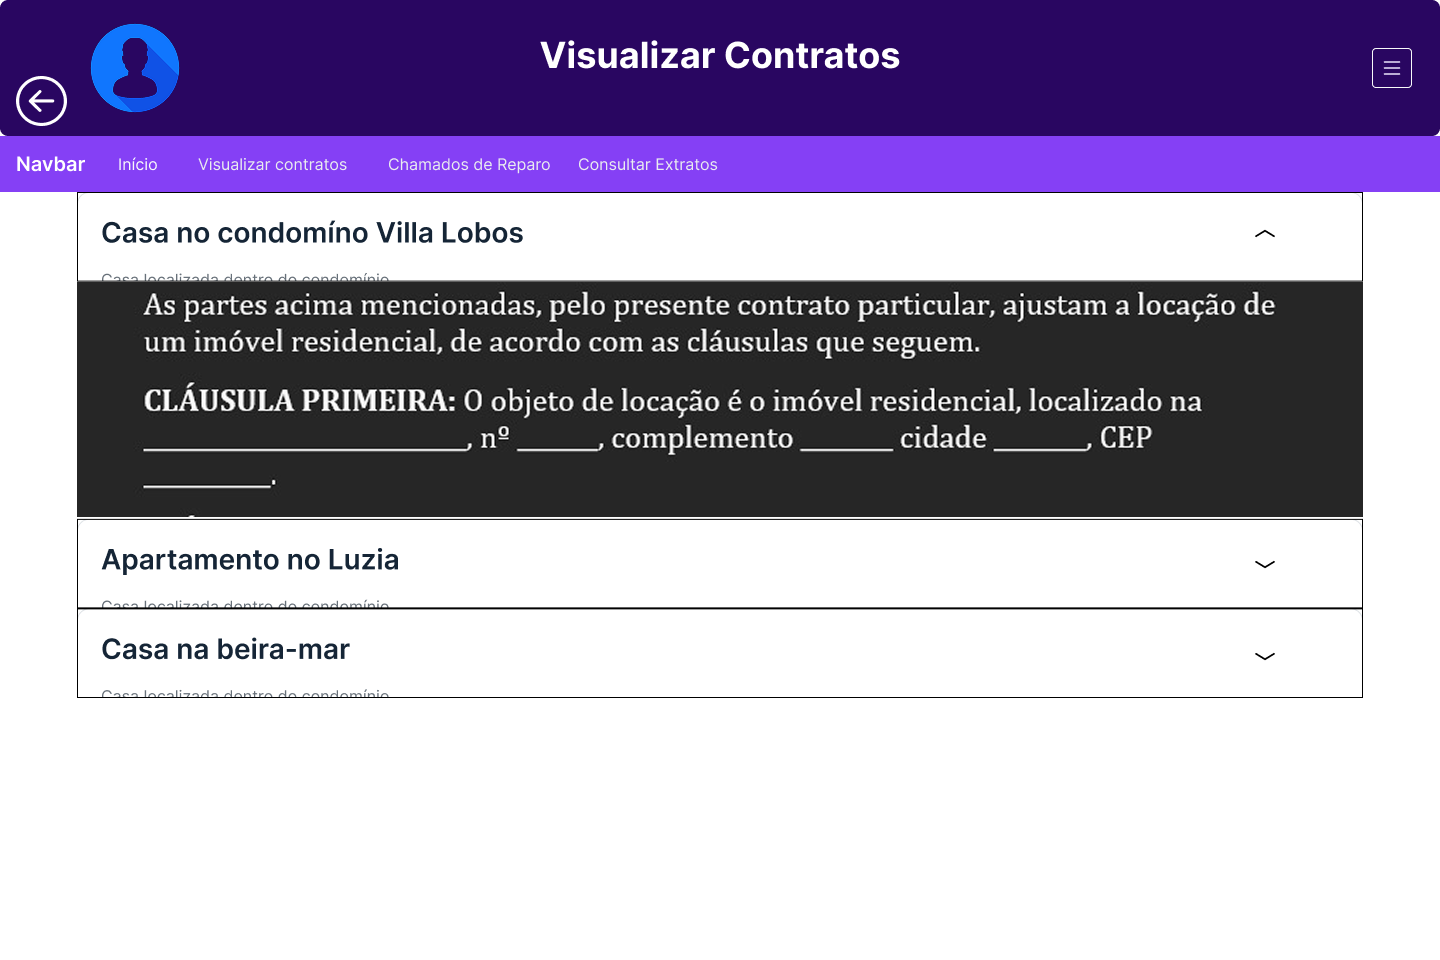 Visualizar Contratos
Navbar Início Visualizar contratos Chamados de Reparo Consultar Extratos
Casa no condomíno Villa Lobos
Casa localizada dentro do condomínio
As partes acima mencionadas, pelo presente contrato particular, ajustam a locação de
um imóvel residencial, de acordo com as cláusulas que seguem.
CLÁUSULA PRIMEIRA: O objeto de locação é o imóvel residencial, localizado na
_____________________, nº ______, complemento ______ cidade ______, CEP
_________.
Apartamento no Luzia
Casa localizada dentro do condomínio
Casa na beira-mar
Casa localizada dentro do condomínio